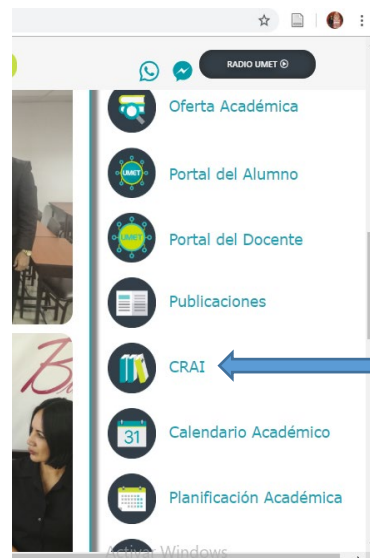 RADIO UMET
Oferta Académica
UMET
Portal del Alumno
UMET
Portal del Docente
Publicaciones
CRAI
31
Calendario Académico
Planificación Académica
Activar Windows